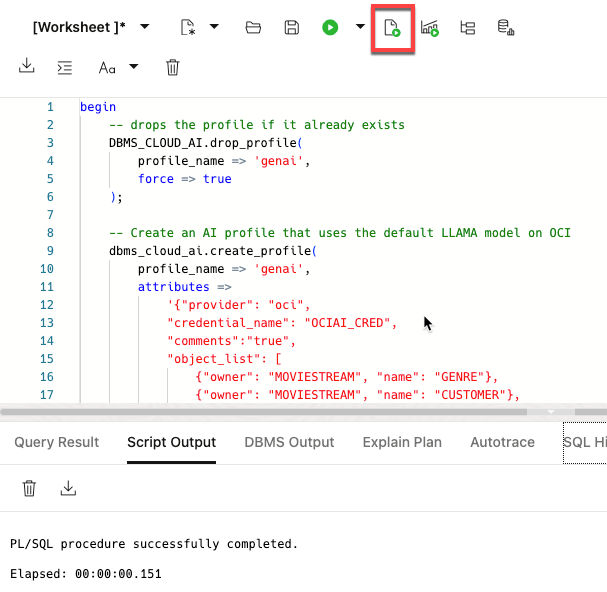 [Worksheet ]*
Aa
1 begin
2 -- drops the profile if it already exists
3 DBMS_CLOUD_AI.drop_profile(
4 profile_name => 'genai',
5 force => true
6 );
7
8 -- Create an AI profile that uses the default LLAMA model on OCI
9 dbms_cloud_ai.create_profile(
10 profile_name => 'genai',
11 attributes =>
12 '{"provider": "oci",
13 "credential_name": "OCIAI_CRED",
14 "comments":"true",
15 "object_list": [
16 {"owner": "MOVIESTREAM", "name": "GENRE"},
17 {"owner": "MOVIESTREAM", "name": "CUSTOMER"},
Query Result Script Output DBMS Output Explain Plan Autotrace SQL Hi
PL/SQL procedure successfully completed.
Elapsed: 00:00:00.151